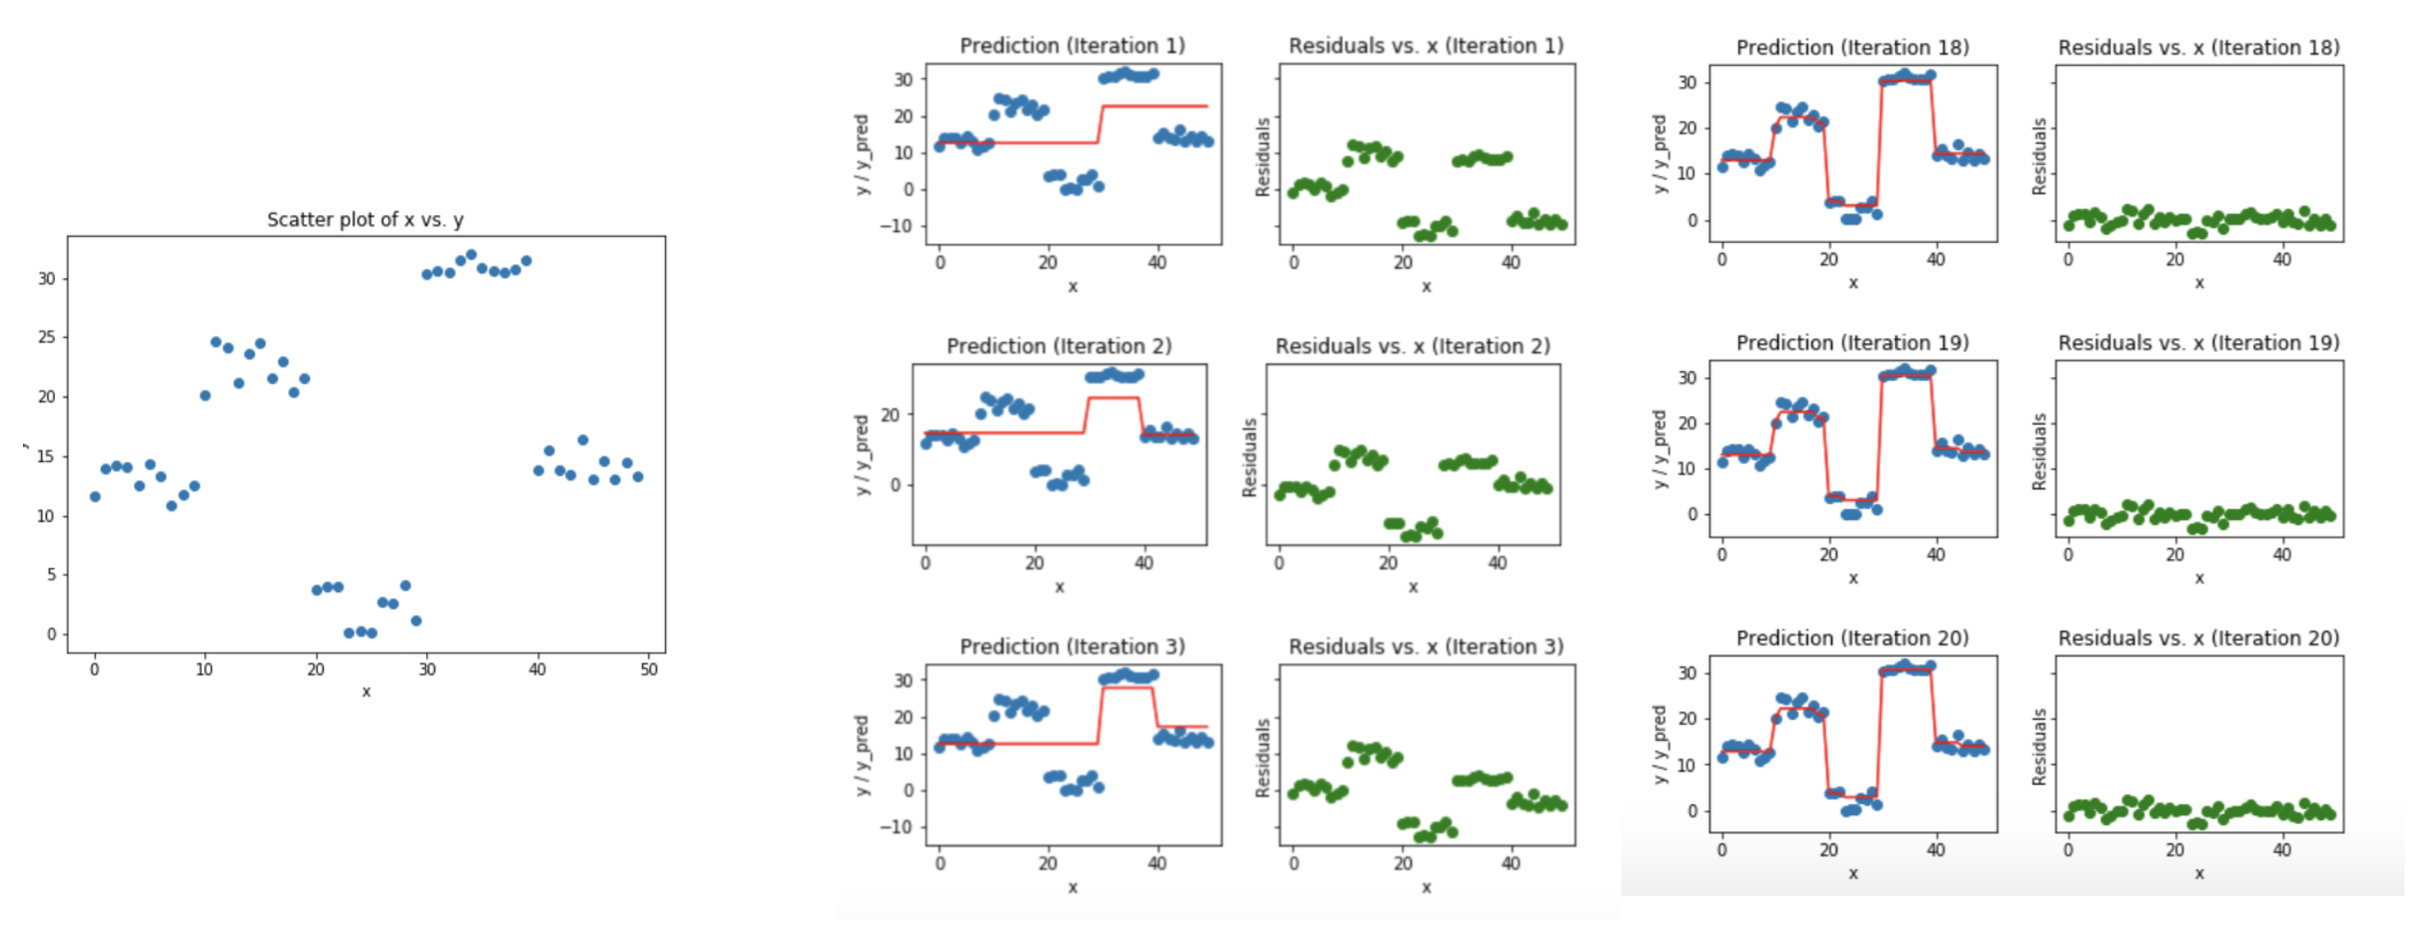 Scatter plot of x vs. y
30
25
20
15
10
5
0
0 10 20 30 40 50
x
Prediction (Iteration 1)
y / y_pred
30
20
10
0
−10
0 20 40
x
Residuals vs. x (Iteration 1)
Residuals
0 20 40
x
Prediction (Iteration 2)
y / y_pred
20
0
0 20 40
x
Residuals vs. x (Iteration 2)
Residuals
0 20 40
x
Prediction (Iteration 3)
y / y_pred
30
20
10
0
−10
0 20 40
x
Residuals vs. x (Iteration 3)
Residuals
0 20 40
x
Prediction (Iteration 18)
y / y_pred
30
20
10
0
0 20 40
x
Residuals vs. x (Iteration 18)
Residuals
0 20 40
x
Prediction (Iteration 19)
y / y_pred
30
20
10
0
0 20 40
x
Residuals vs. x (Iteration 19)
Residuals
0 20 40
x
Prediction (Iteration 20)
y / y_pred
30
20
10
0
0 20 40
x
Residuals vs. x (Iteration 20)
Residuals
0 20 40
x